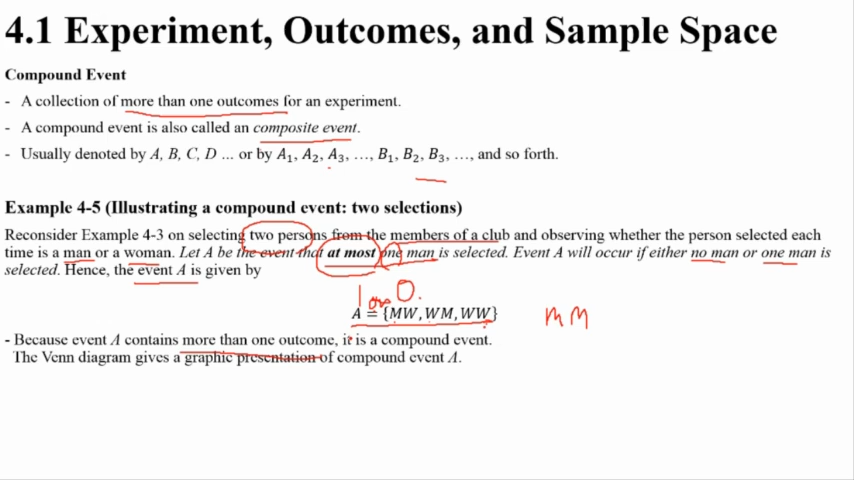 4.1 Experiment, Outcomes, and Sample Space
Compound Event
- A collection of more than one outcomes for an experiment.
- A compound event is also called an composite event.
- Usually denoted by A, B, C, D ... or by A₁, A₂, A₃, …, B₁, B₂, B₃, …, and so forth.
Example 4-5 (Illustrating a compound event: two selections)
Reconsider Example 4-3 on selecting two persons from the members of a club and observing whether the person selected each
time is a man or a woman. Let A be the event that at most one man is selected. Event A will occur if either no man or one man is
selected. Hence, the event A is given by
1 or 0.
A = {MW, WM, WW} MM
- Because event A contains more than one outcome, it is a compound event.
The Venn diagram gives a graphic presentation of compound event A.